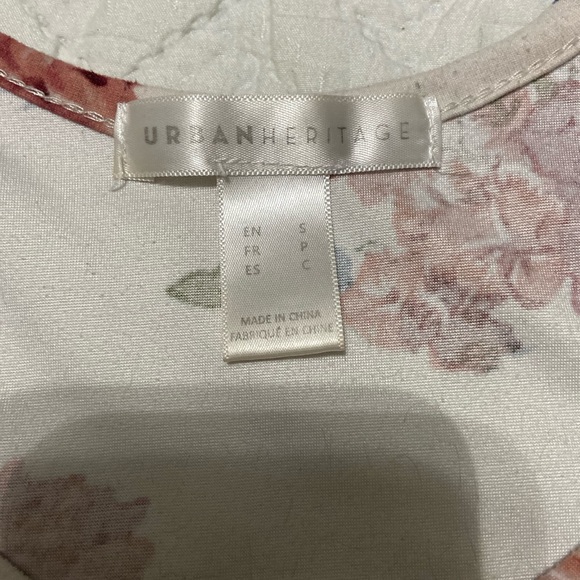 URBANHERITAGE
EN S
FR P
ES C
MADE IN CHINA
FABRIQUÉ EN CHINE